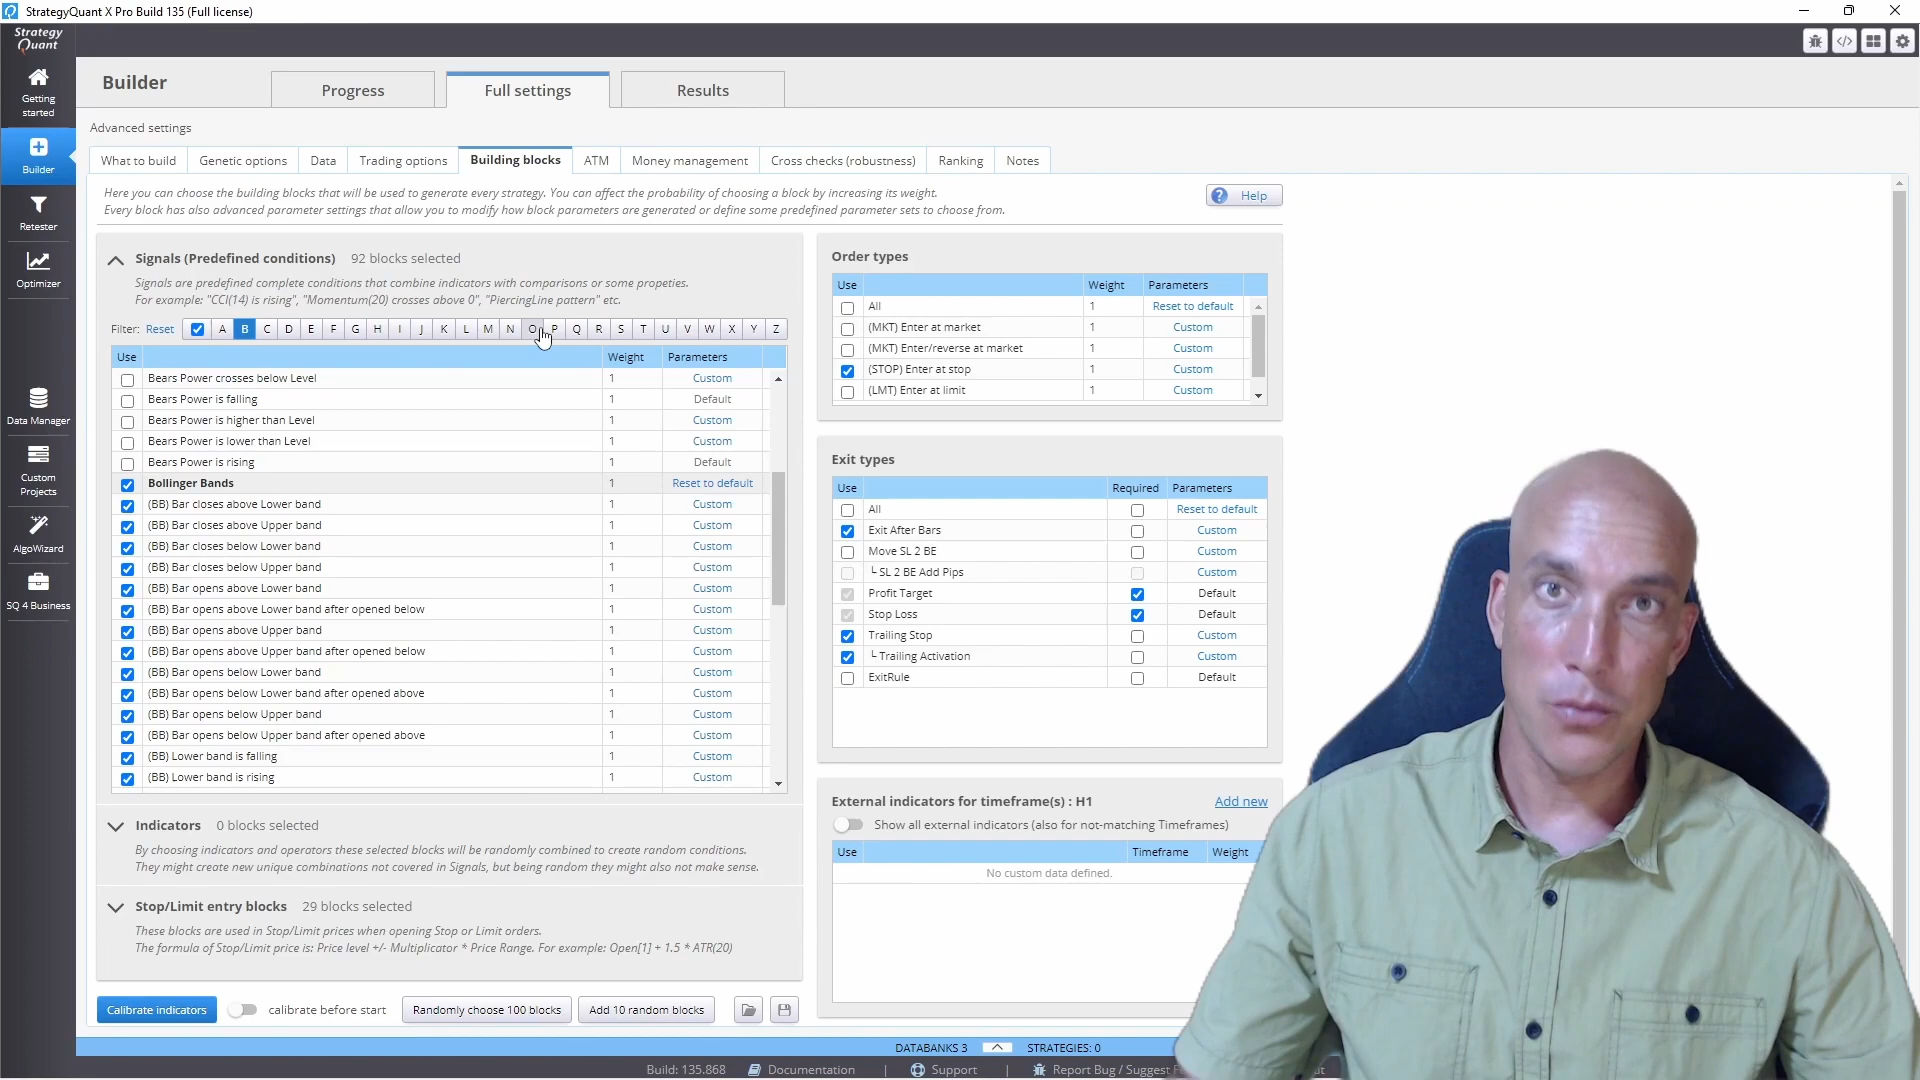 StrategyQuant X Pro Build 135 (Full license)
Strategy
Quant
Getting
started
Builder
Retester
Optimizer
Data Manager
Custom
Projects
AlgoWizard
SQ 4 Business
Builder
Progress
Full settings
Results
Advanced settings
What to build
Genetic options
Data
Trading options
Building blocks
ATM
Money management
Cross checks (robustness)
Ranking
Notes
Here you can choose the building blocks that will be used to generate every strategy. You can affect the probability of choosing a block by increasing its weight.
Every block has also advanced parameter settings that allow you to modify how block parameters are generated or define some predefined parameter sets to choose from.
? Help
Signals (Predefined conditions) 92 blocks selected
Signals are predefined complete conditions that combine indicators with comparisons or some propeties.
For example: "CCI(14) is rising", "Momentum(20) crosses above 0", "PiercingLine pattern" etc.
Filter: Reset A B C D E F G H I J K L M N O P Q R S T U V W X Y Z
Use Weight Parameters
Bears Power crosses below Level 1 Custom
Bears Power is falling 1 Default
Bears Power is higher than Level 1 Custom
Bears Power is lower than Level 1 Custom
Bears Power is rising 1 Default
Bollinger Bands 1 Reset to default
(BB) Bar closes above Lower band 1 Custom
(BB) Bar closes above Upper band 1 Custom
(BB) Bar closes below Lower band 1 Custom
(BB) Bar closes below Upper band 1 Custom
(BB) Bar opens above Lower band 1 Custom
(BB) Bar opens above Lower band after opened below 1 Custom
(BB) Bar opens above Upper band 1 Custom
(BB) Bar opens above Upper band after opened below 1 Custom
(BB) Bar opens below Lower band 1 Custom
(BB) Bar opens below Lower band after opened above 1 Custom
(BB) Bar opens below Upper band 1 Custom
(BB) Bar opens below Upper band after opened above 1 Custom
(BB) Lower band is falling 1 Custom
(BB) Lower band is rising 1 Custom
Indicators 0 blocks selected
By choosing indicators and operators these selected blocks will be randomly combined to create random conditions.
They might create new unique combinations not covered in Signals, but being random they might also not make sense.
Stop/Limit entry blocks 29 blocks selected
These blocks are used in Stop/Limit prices when opening Stop or Limit orders.
The formula of Stop/Limit price is: Price level +/- Multiplicator * Price Range. For example: Open[1] + 1.5 * ATR(20)
Calibrate indicators
calibrate before start
Randomly choose 100 blocks
Add 10 random blocks
Order types
Use Weight Parameters
All 1 Reset to default
(MKT) Enter at market 1 Custom
(MKT) Enter/reverse at market 1 Custom
(STOP) Enter at stop 1 Custom
(LMT) Enter at limit 1 Custom
Exit types
Use Required Parameters
All Reset to default
Exit After Bars Custom
Move SL 2 BE Custom
SL 2 BE Add Pips Custom
Profit Target Default
Stop Loss Default
Trailing Stop Custom
Trailing Activation Custom
ExitRule Default
External indicators for timeframe(s) : H1 Add new
Show all external indicators (also for not-matching Timeframes)
Use Timeframe Weight
No custom data defined.
DATABANKS 3 STRATEGIES: 0
Build: 135.868 Documentation | Support | Report Bug / Suggest